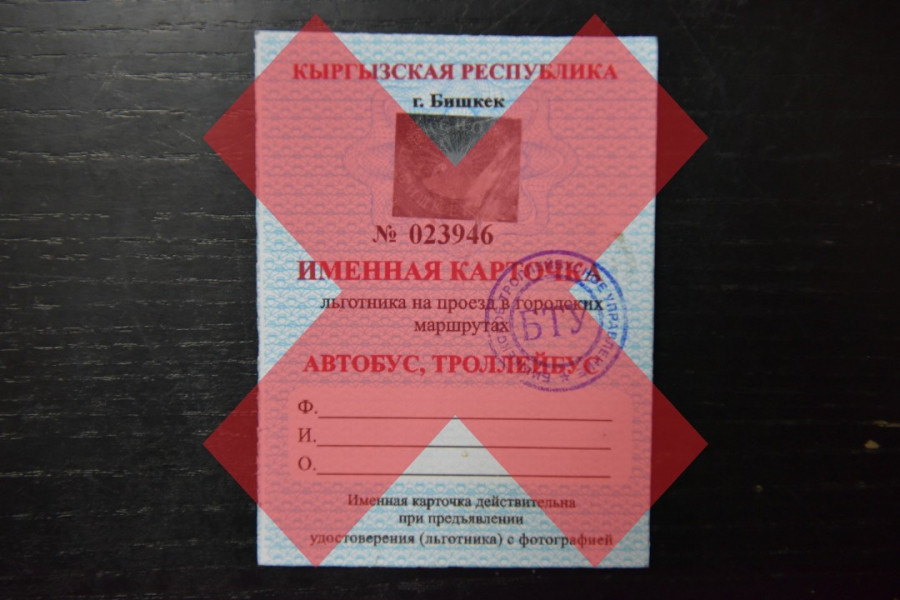 КЫРГЫЗСКАЯ РЕСПУБЛИКА
г. Бишкек
№ 023946
ИМЕННАЯ КАРТОЧКА
льготника на проезд в городских
маршрутах
АВТОБУС, ТРОЛЛЕЙБУС
БТУ
Ф.
И.
О.
Именная карточка действительна
при предъявлении
удостоверения (льготника) с фотографией